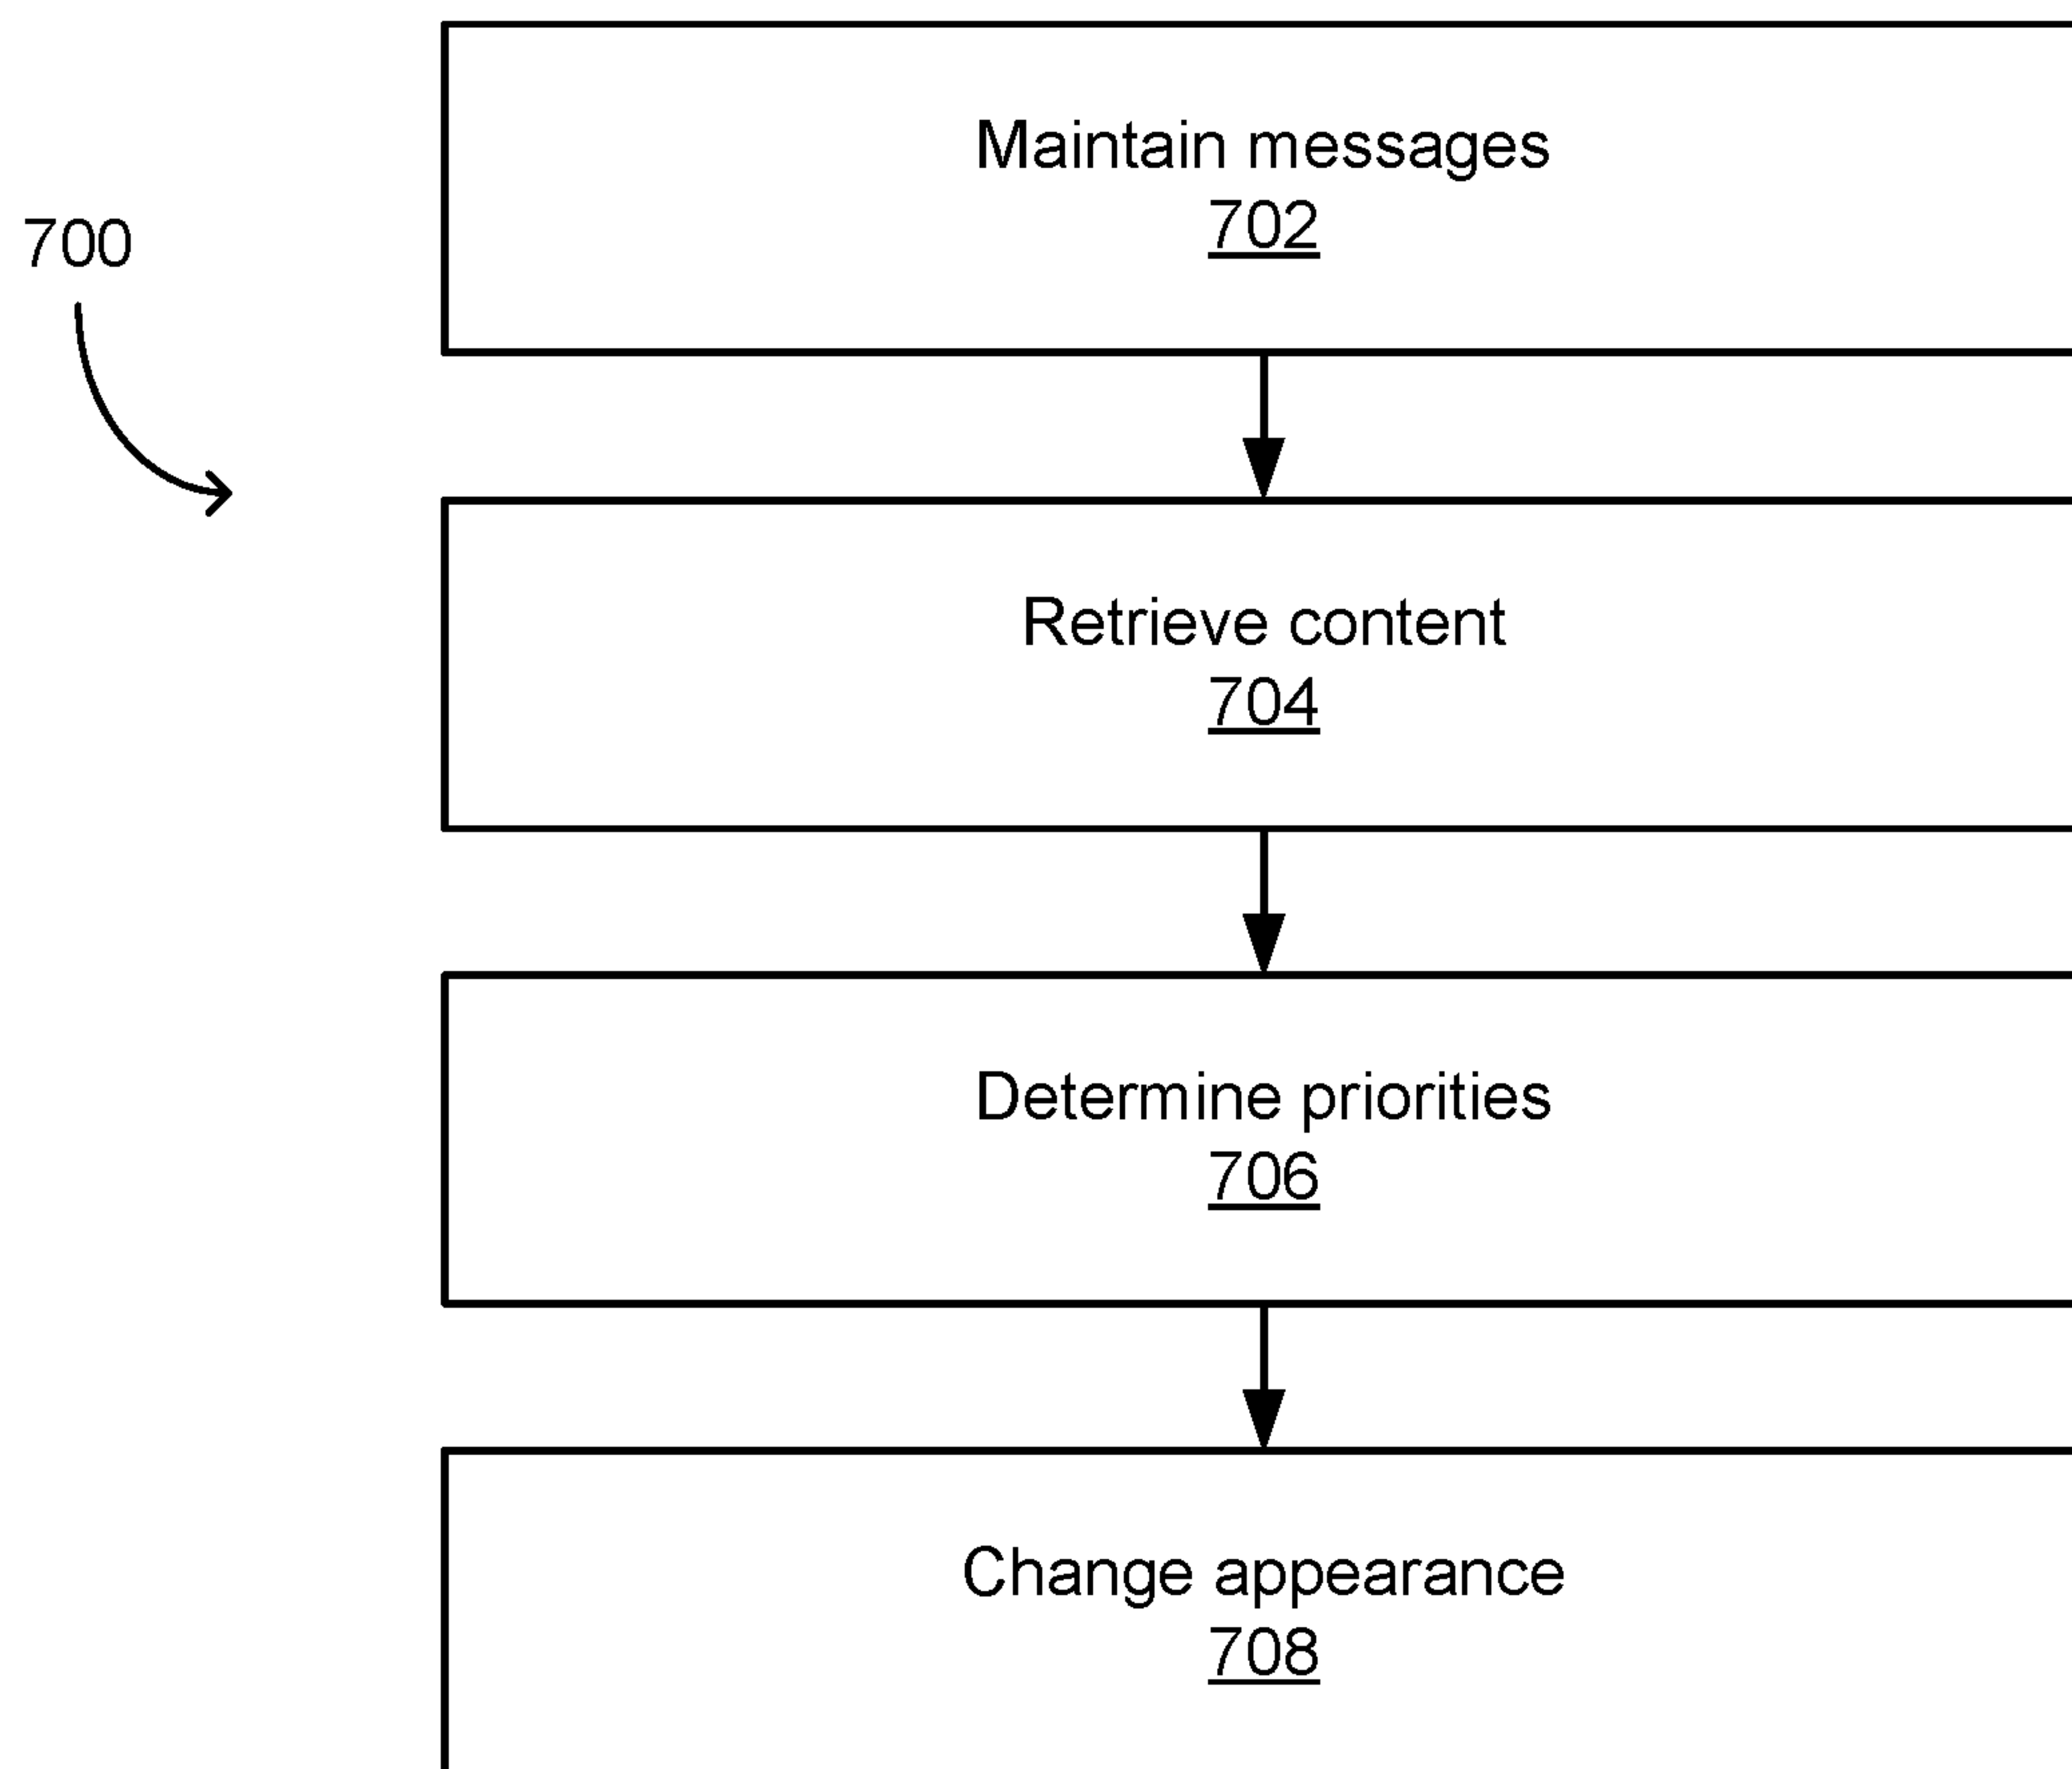 Maintain messages
702
700
Retrieve content
704
Determine priorities
706
Change appearance
708